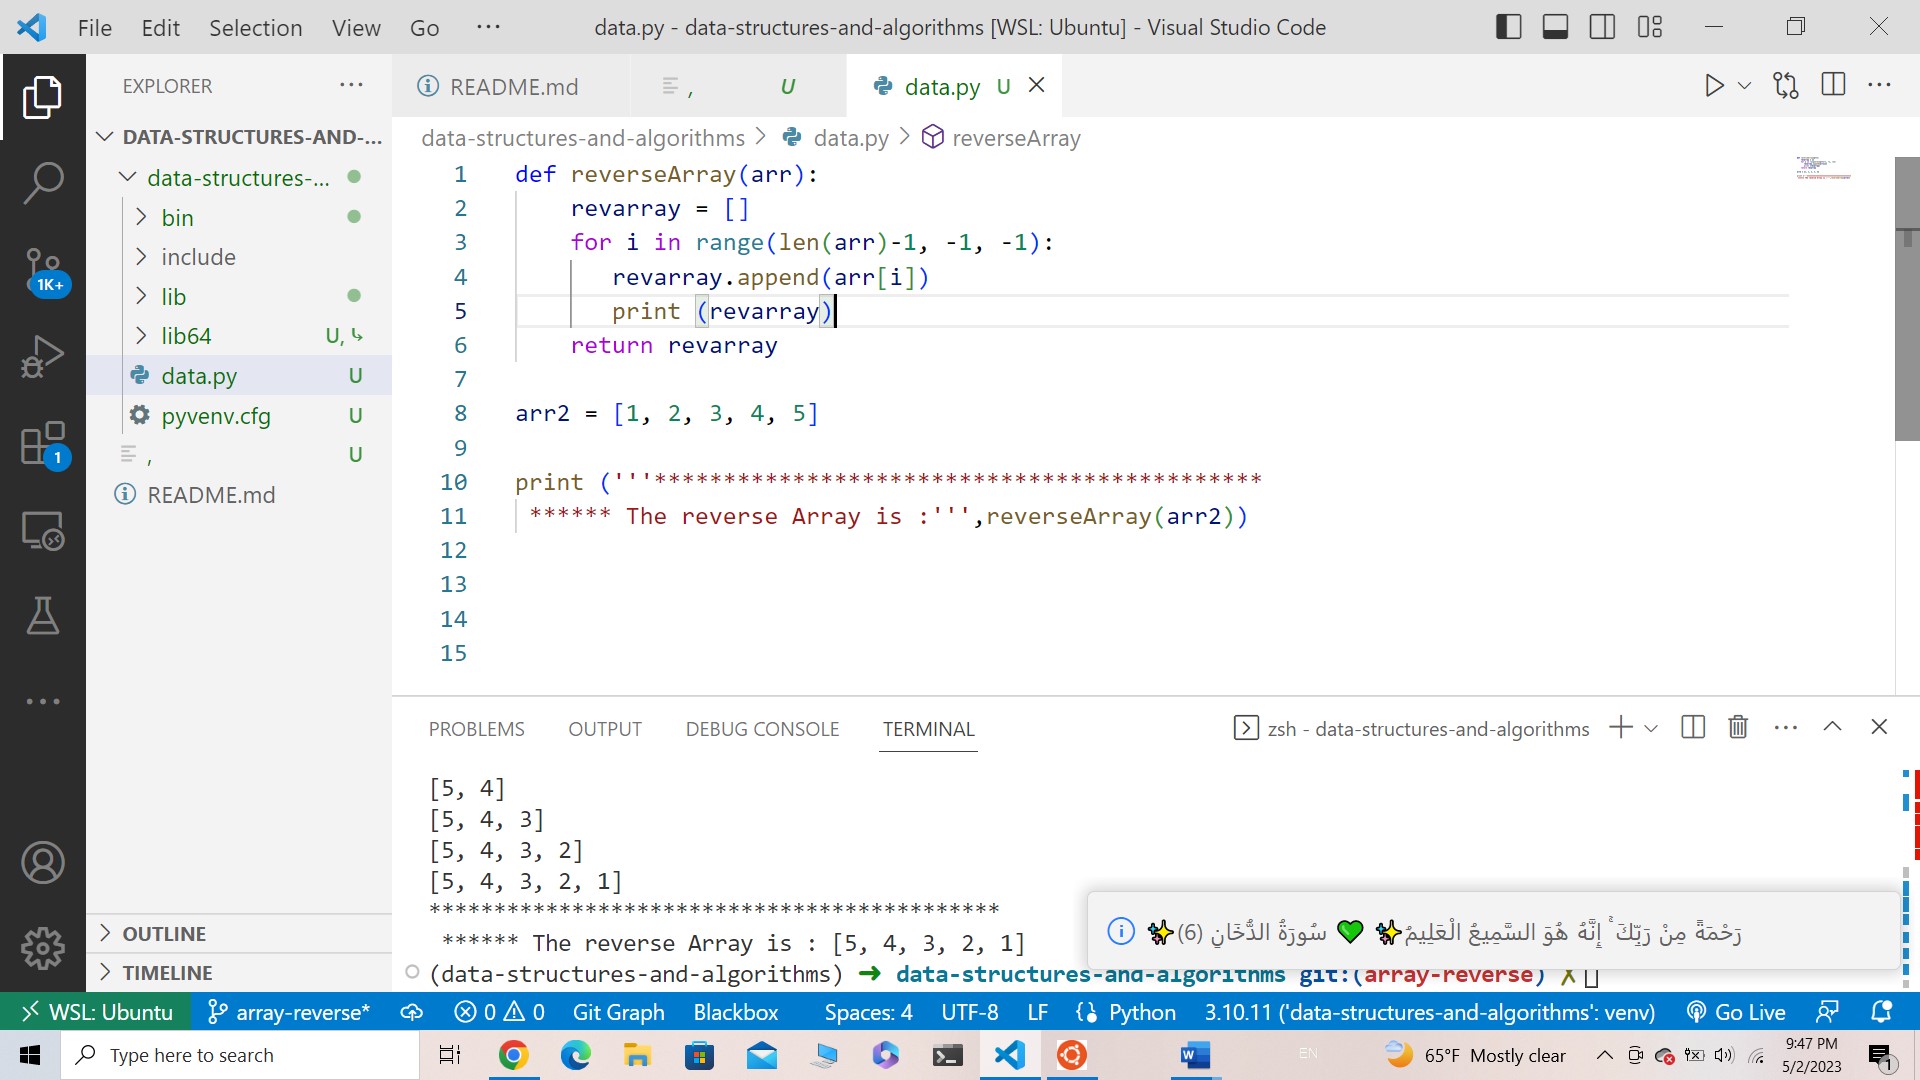 File Edit Selection View Go ··· data.py - data-structures-and-algorithms [WSL: Ubuntu] - Visual Studio Code
EXPLORER ···
README.md
, U
data.py U
DATA-STRUCTURES-AND-...
data-structures-...
bin
include
lib
lib64 U,
data.py U
pyvenv.cfg U
, U
README.md
1K+
1
data-structures-and-algorithms > data.py > reverseArray
1 def reverseArray(arr):
2 revarray = []
3 for i in range(len(arr)-1, -1, -1):
4 revarray.append(arr[i])
5 print (revarray)
6 return revarray
7
8 arr2 = [1, 2, 3, 4, 5]
9
10 print ('''********************************************
11 ****** The reverse Array is :''',reverseArray(arr2))
12
13
14
15
PROBLEMS OUTPUT DEBUG CONSOLE TERMINAL
zsh - data-structures-and-algorithms
[5, 4]
[5, 4, 3]
[5, 4, 3, 2]
[5, 4, 3, 2, 1]
********************************************
****** The reverse Array is : [5, 4, 3, 2, 1]
(data-structures-and-algorithms) ➜ data-structures-and-algorithms git:(array-reverse) ✗
رَحْمَةً مِنْ رَبِّكَ ۚ إِنَّهُ هُوَ السَّمِيعُ الْعَلِيمُ✨ 💚 سُورَةُ الدُّخَانِ (6)✨
OUTLINE
TIMELINE
WSL: Ubuntu array-reverse* 0 0 Git Graph Blackbox Spaces: 4 UTF-8 LF Python 3.10.11 ('data-structures-and-algorithms': venv) Go Live
Type here to search
EN
65°F Mostly clear
9:47 PM
5/2/2023
1